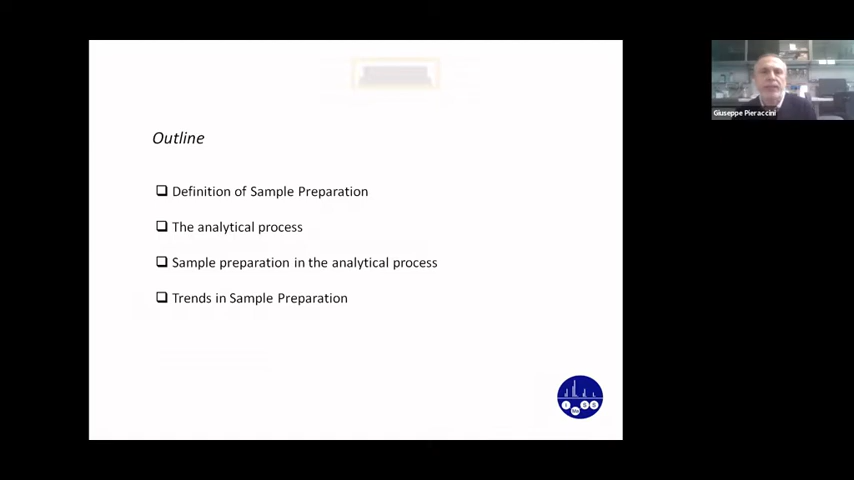 Outline
Definition of Sample Preparation
The analytical process
Sample preparation in the analytical process
Trends in Sample Preparation
Giuseppe Pieraccini